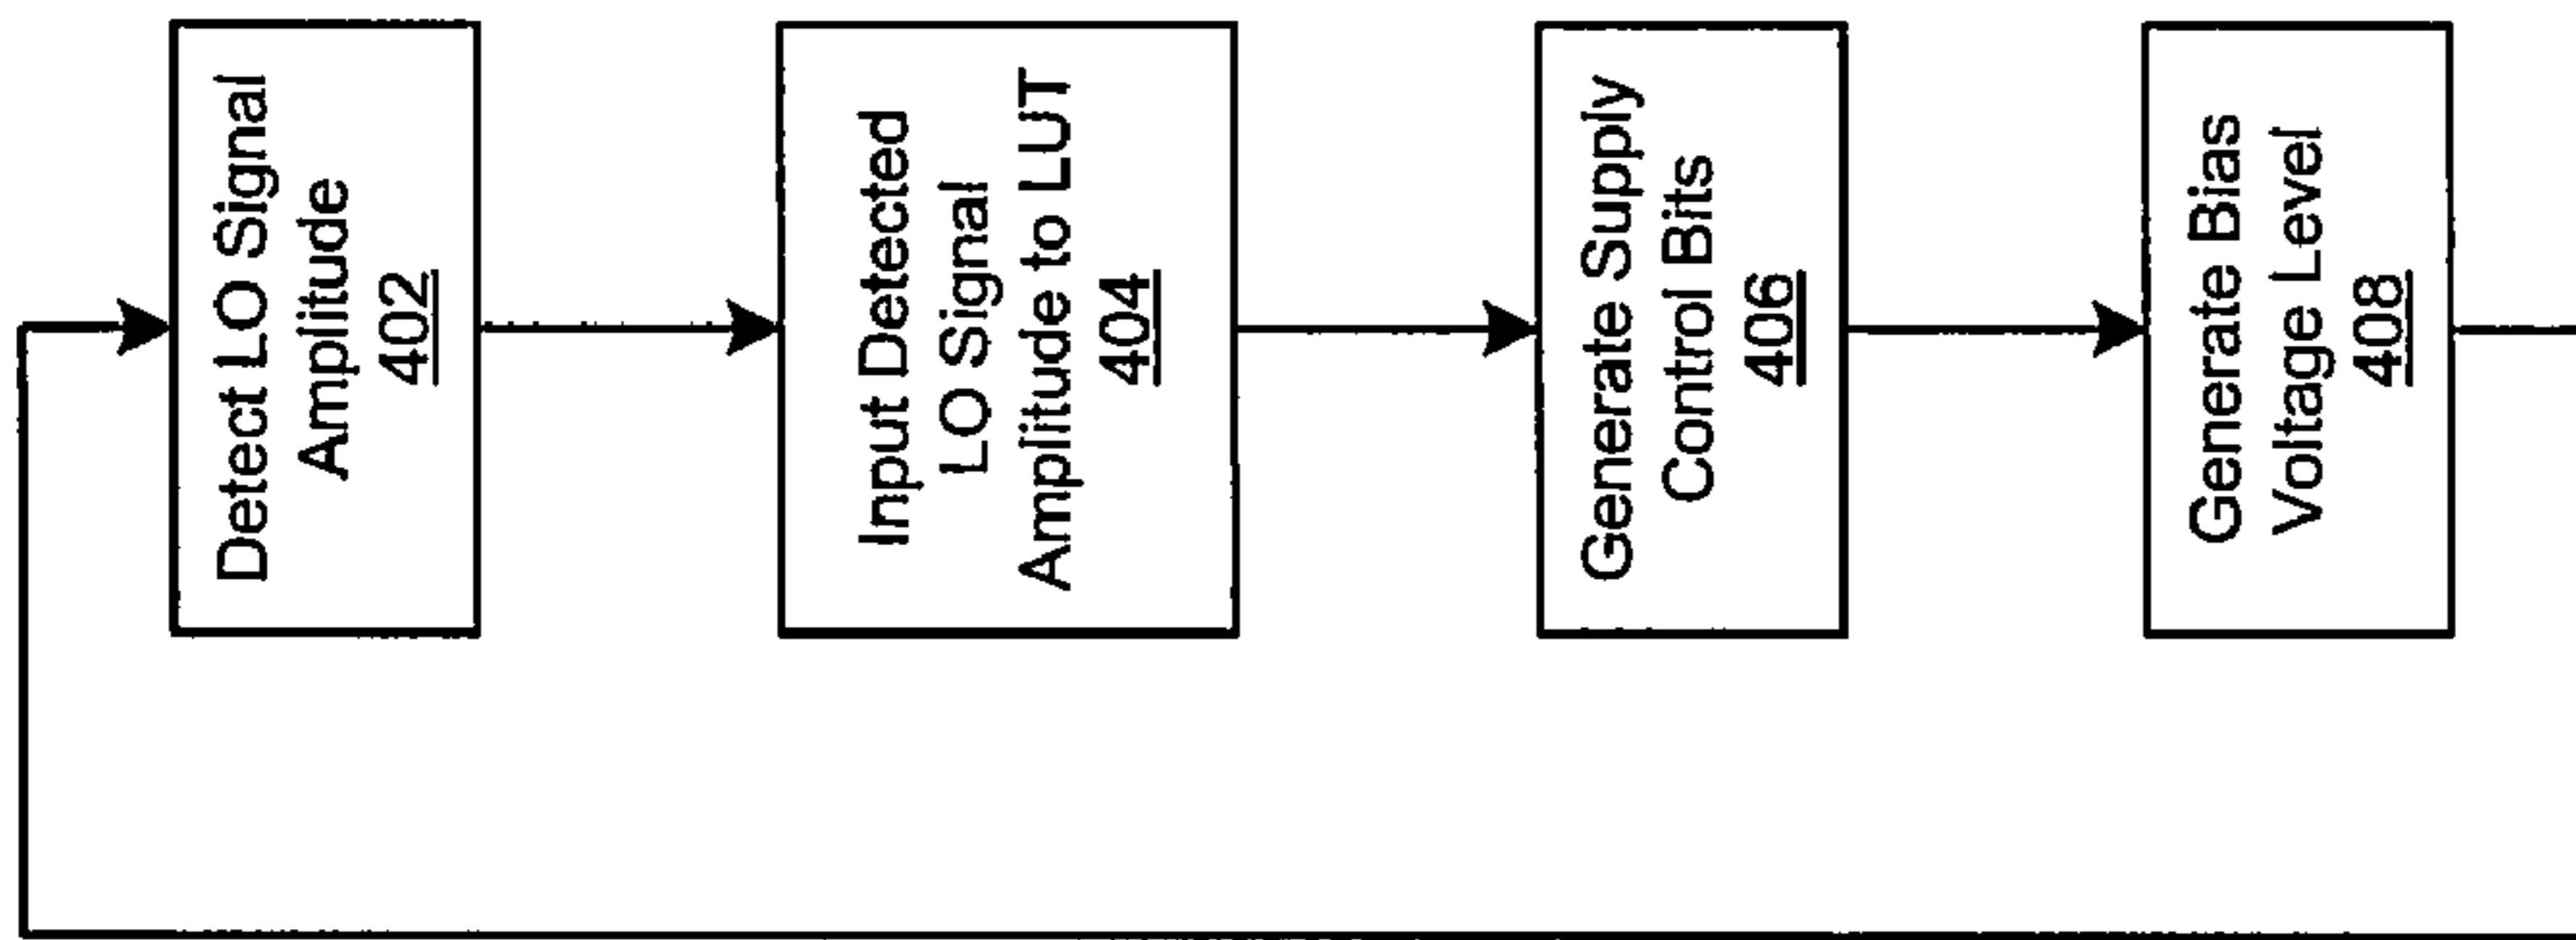 Detect LO Signal
Amplitude
402
Input Detected
LO Signal
Amplitude to LUT
404
Generate Supply
Control Bits
406
Generate Bias
Voltage Level
408